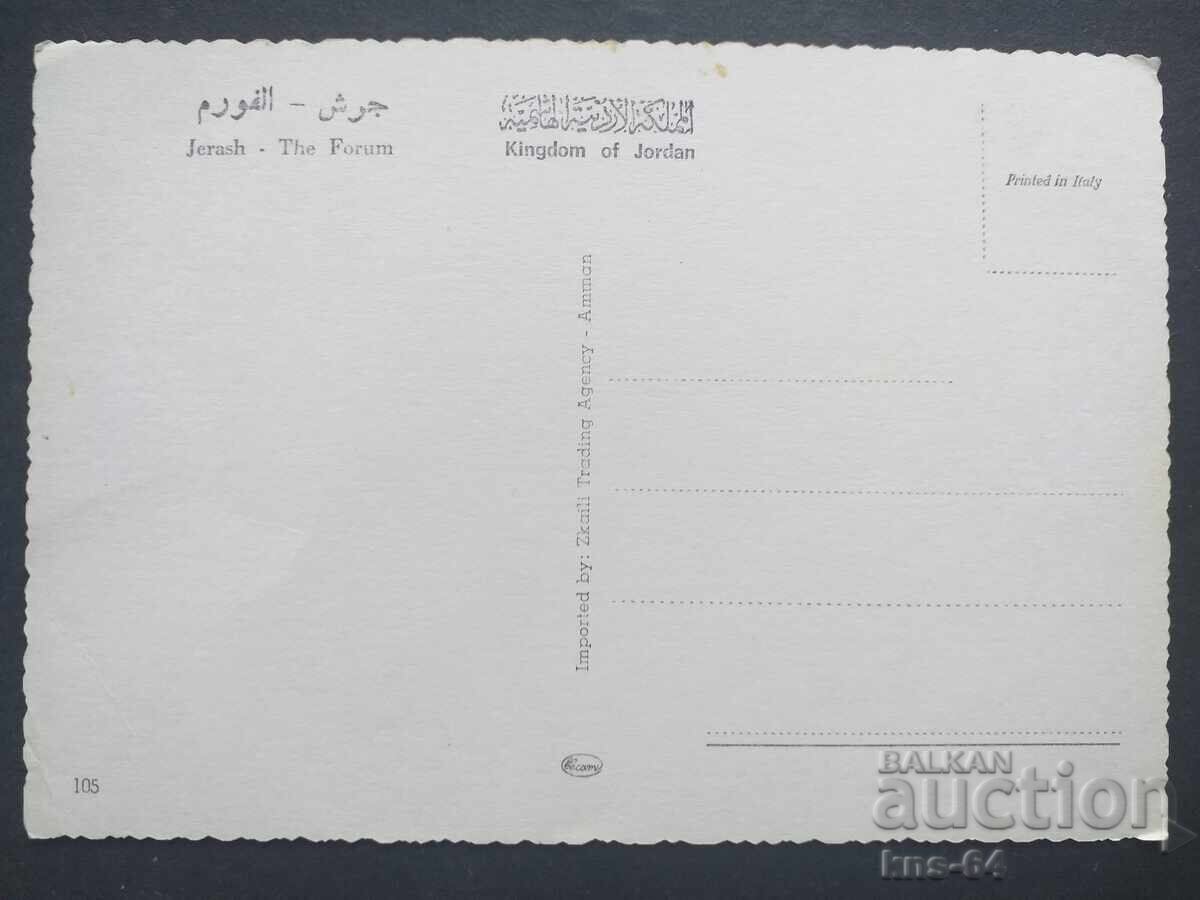 جرش - الفورم
Jerash - The Forum
المملكة الأردنية الهاشمية
Kingdom of Jordan
Printed in Italy
Imported by: Zkaili Trading Agency - Amman
105
BALKAN
auction
kns-64